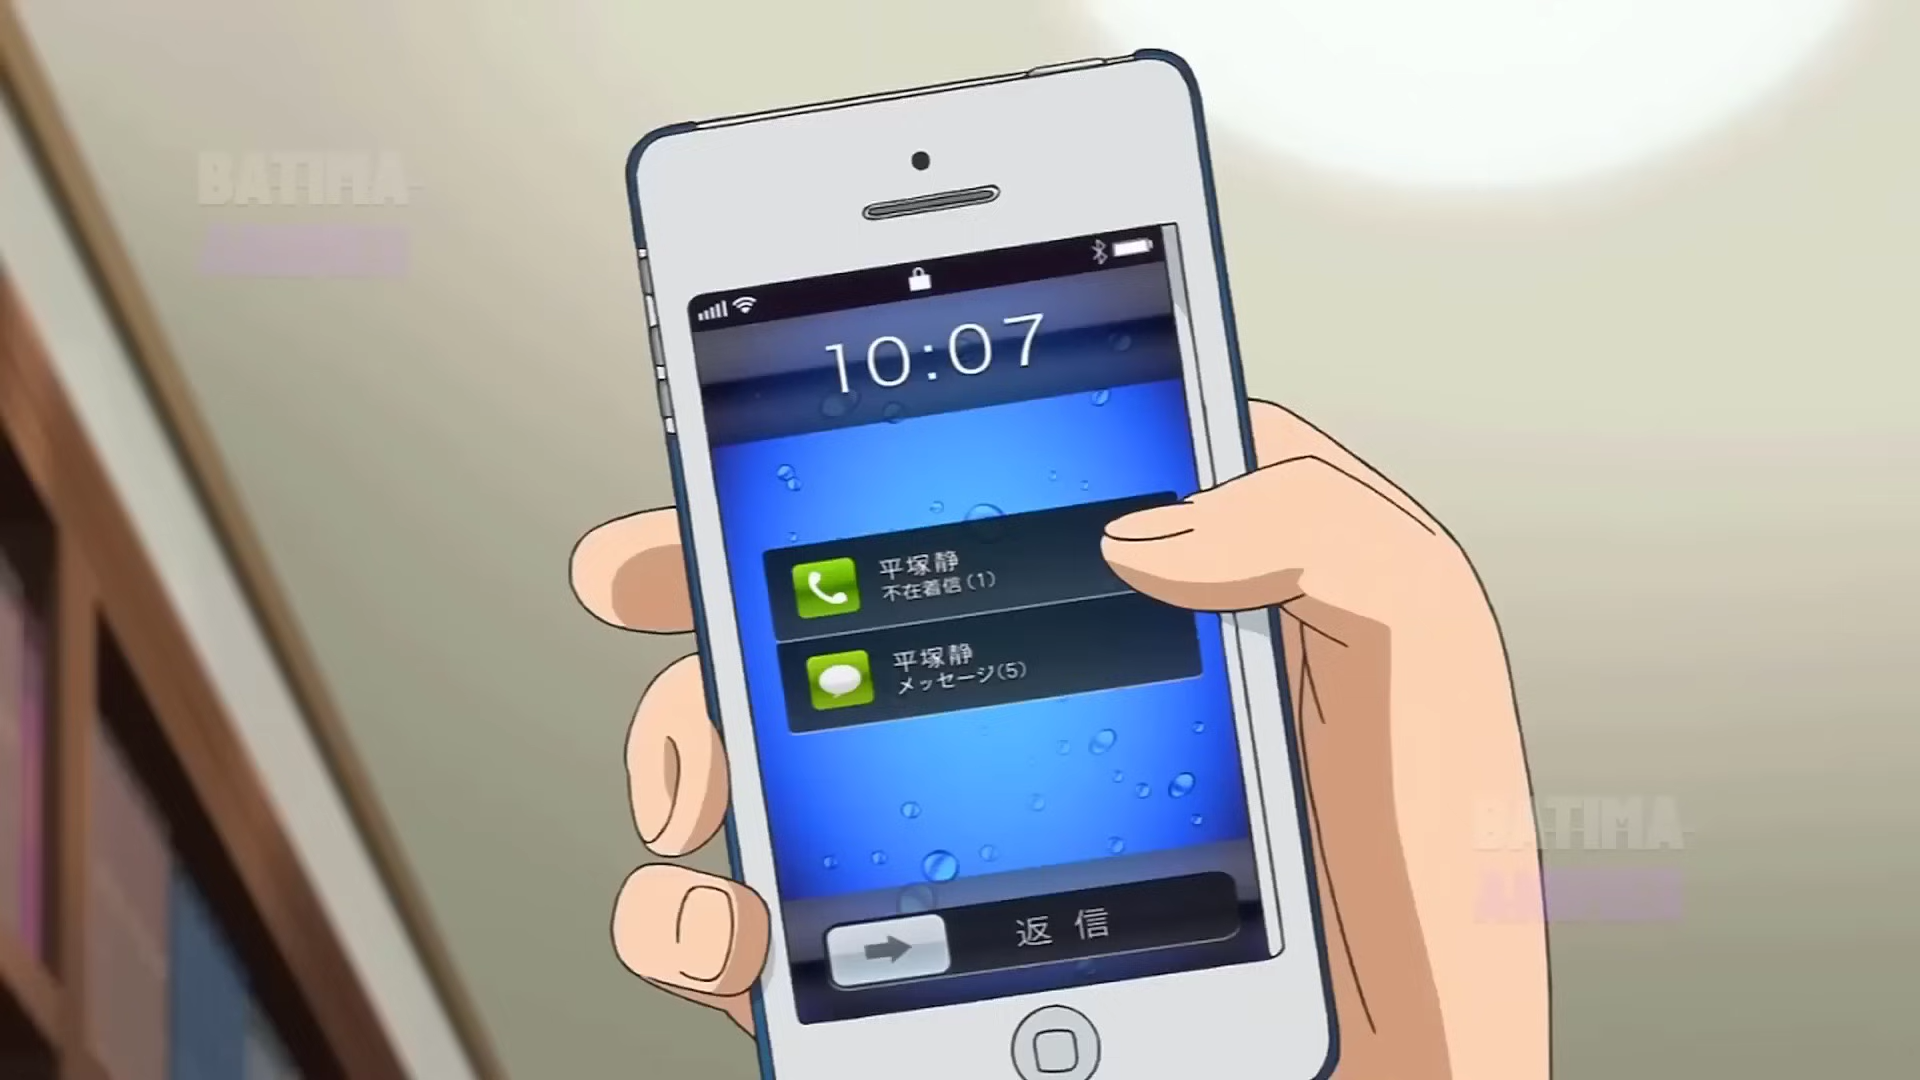 BATIMA
10:07
平塚静
不在着信(1)
平塚静
メッセージ(5)
返信
BATIMA